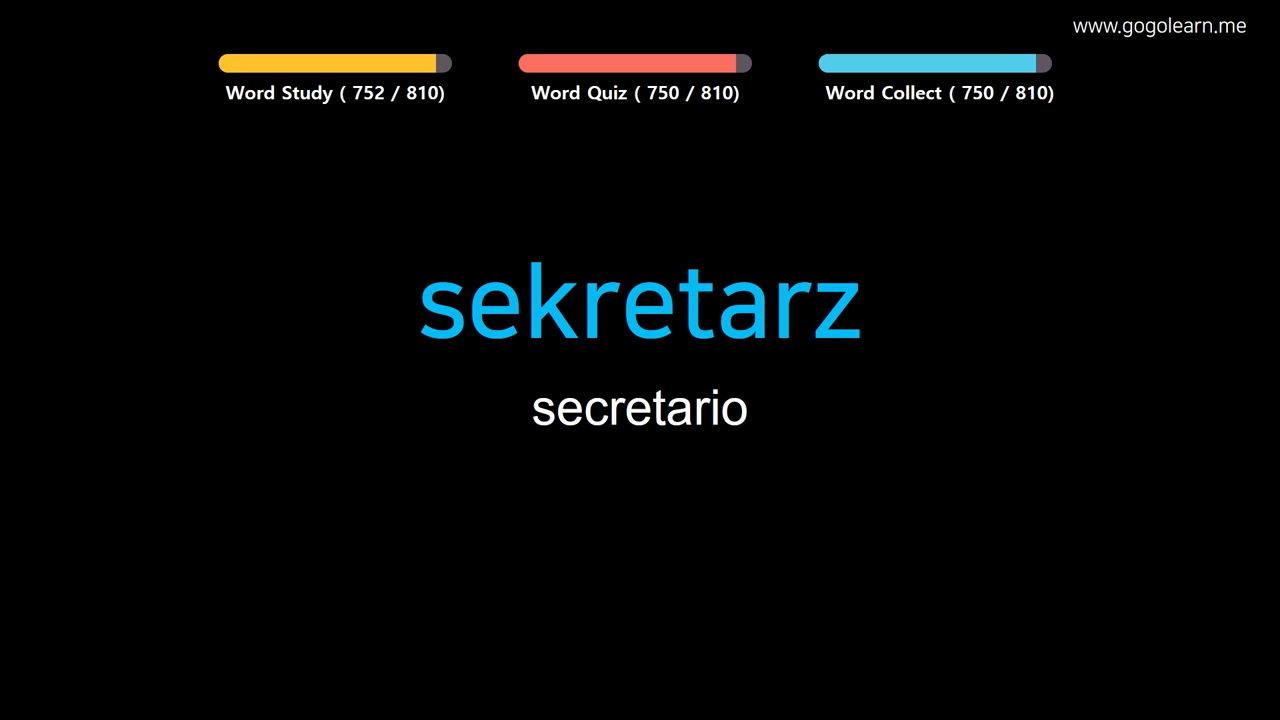 www.gogolearn.me
Word Study ( 752 / 810)
Word Quiz ( 750 / 810)
Word Collect ( 750 / 810)
sekretarz
secretario